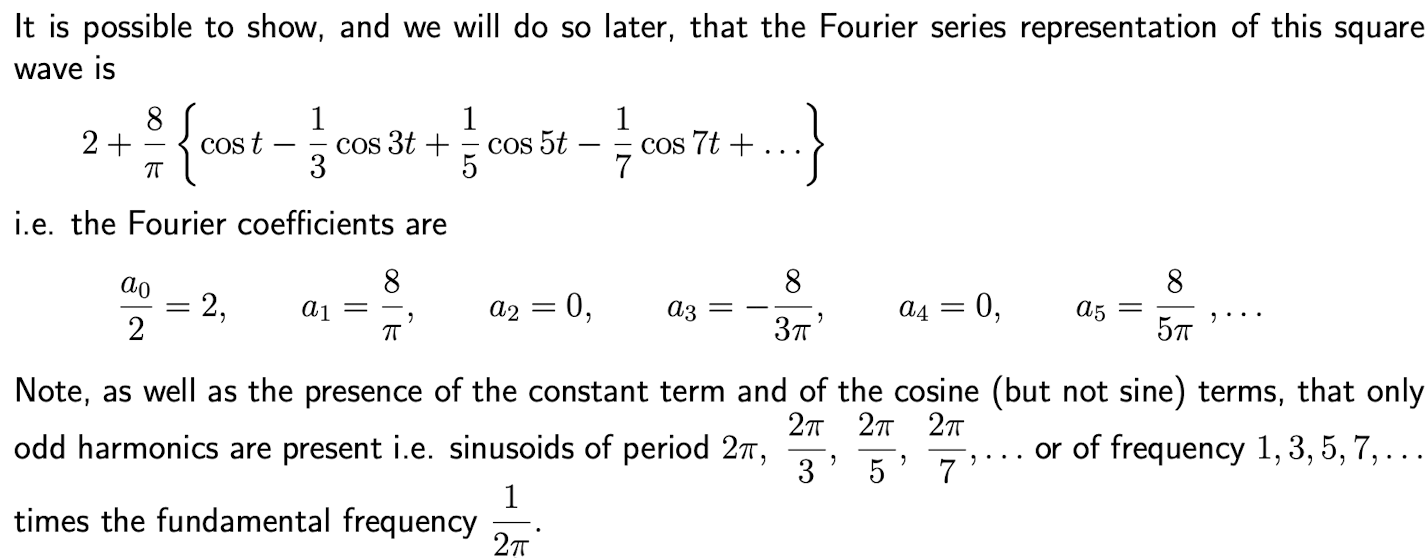 It is possible to show, and we will do so later, that the Fourier series representation of this square
wave is
2 + \frac{8}{\pi} \left\{ \cos t - \frac{1}{3} \cos 3t + \frac{1}{5} \cos 5t - \frac{1}{7} \cos 7t + \ldots \right\}
i.e. the Fourier coefficients are
\frac{a_0}{2} = 2, a_1 = \frac{8}{\pi}, a_2 = 0, a_3 = -\frac{8}{3\pi}, a_4 = 0, a_5 = \frac{8}{5\pi}, \ldots
Note, as well as the presence of the constant term and of the cosine (but not sine) terms, that only
odd harmonics are present i.e. sinusoids of period 2\pi, \frac{2\pi}{3}, \frac{2\pi}{5}, \frac{2\pi}{7}, \ldots or of frequency 1, 3, 5, 7, \ldots
times the fundamental frequency \frac{1}{2\pi}.